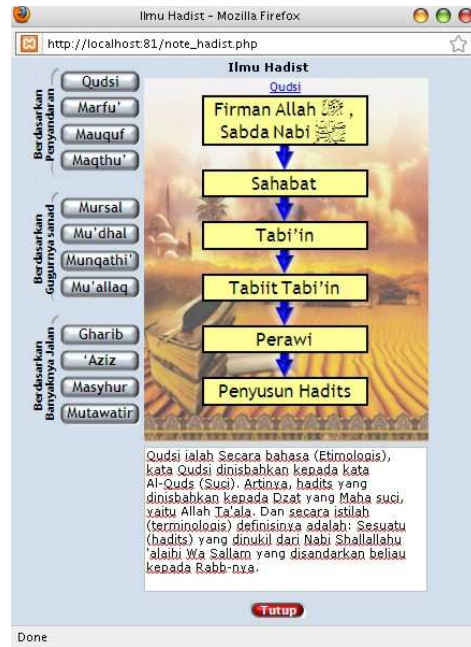 Ilmu Hadist - Mozilla Firefox
http://localhost:81/note_hadist.php
Ilmu Hadist
Berdasarkan
Penyandaran
Qudsi
Marfu'
Mauquf
Maqthu'
Berdasarkan
Gugurnya sanad
Mursal
Mu'dhal
Munqathi'
Mu'allaq
Berdasarkan
Banyaknya Jalan
Gharib
'Aziz
Masyhur
Mutawatir
Qudsi
Firman Allah ,
Sabda Nabi
Sahabat
Tabi'in
Tabiit Tabi'in
Perawi
Penyusun Hadits
Qudsi ialah Secara bahasa (Etimologis),
kata Qudsi dinisbahkan kepada kata
Al-Quds (Suci). Artinya, hadits yang
dinisbahkan kepada Dzat yang Maha suci,
yaitu Allah Ta'ala. Dan secara istilah
(terminologis) definisinya adalah: Sesuatu
(hadits) yang dinukil dari Nabi Shallallahu
'alaihi Wa Sallam yang disandarkan beliau
kepada Rabb-nya.
Tutup
Done